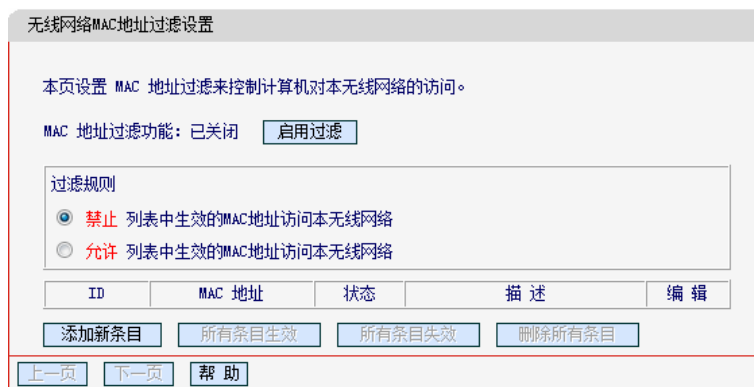 无线网络MAC地址过滤设置
本页设置 MAC 地址过滤来控制计算机对本无线网络的访问。
MAC 地址过滤功能：已关闭 启用过滤
过滤规则
禁止 列表中生效的MAC地址访问本无线网络
允许 列表中生效的MAC地址访问本无线网络
ID MAC 地址 状态 描 述 编 辑
添加新条目 所有条目生效 所有条目失效 删除所有条目
上一页 下一页 帮 助